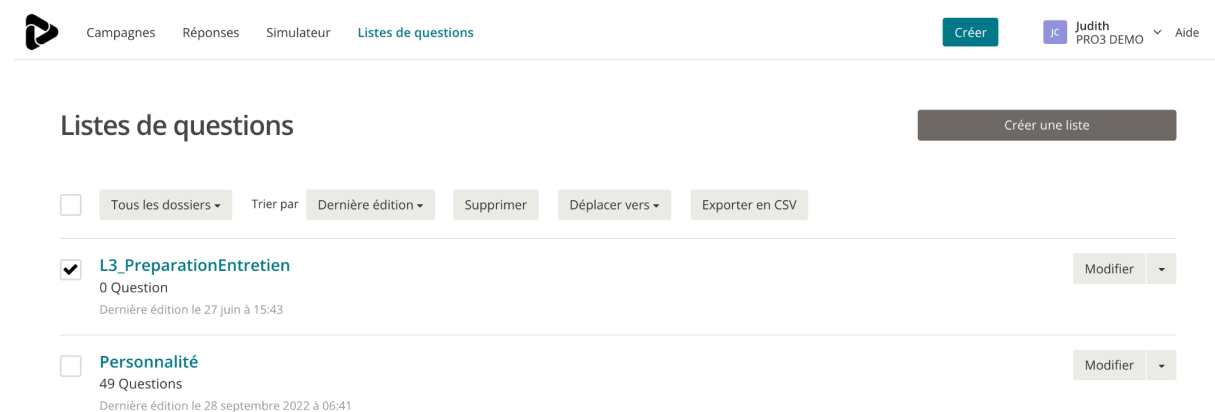 Campagnes Réponses Simulateur Listes de questions Créer JC Judith Aide
PRO3 DEMO
Listes de questions Créer une liste
Tous les dossiers Trier par Dernière édition Supprimer Déplacer vers Exporter en CSV
L3_PreparationEntretien Modifier
0 Question
Dernière édition le 27 juin à 15:43
Personnalité Modifier
49 Questions
Dernière édition le 28 septembre 2022 à 06:41